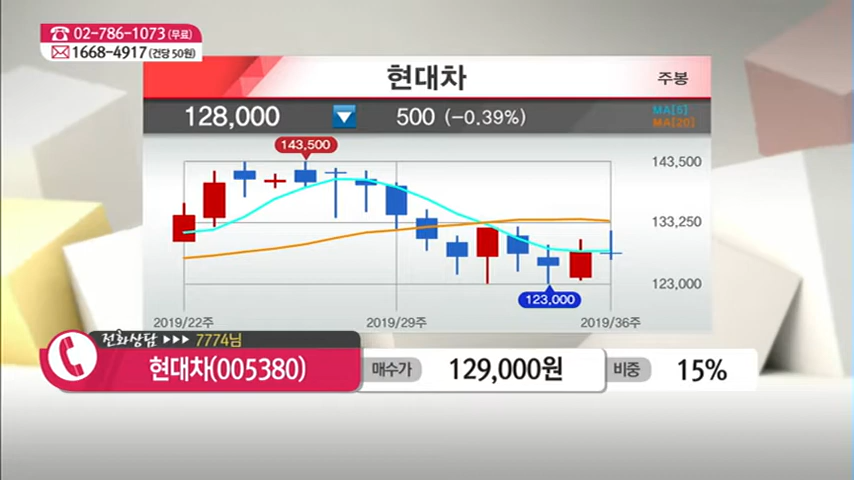 02-786-1073 (무료)
1668-4917 (건당 50원)
현대차
주봉
128,000 500 (-0.39%)
MA[6]
MA[20]
143,500
143,500
133,250
123,000
123,000
2019/22주 2019/29주 2019/36주
전화상담 7774님
현대차(005380) 매수가 129,000원 비중 15%